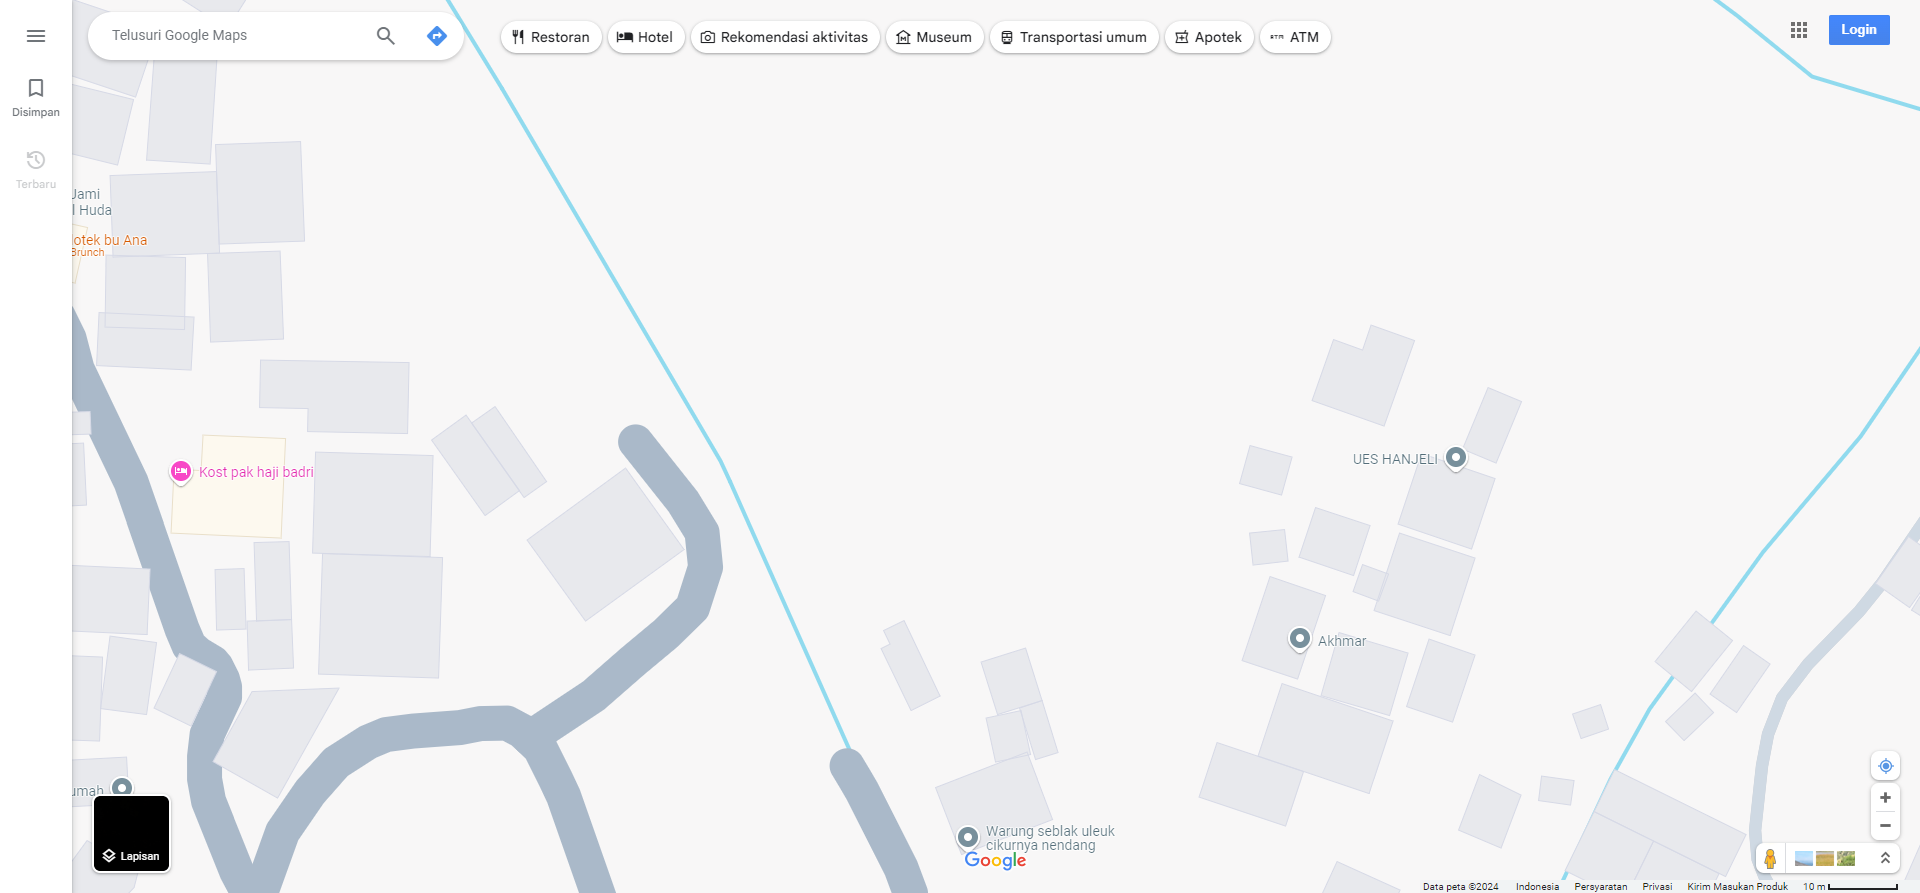 Telusuri Google Maps
Restoran
Hotel
Rekomendasi aktivitas
Museum
Transportasi umum
Apotek
ATM
ATM
Login
Disimpan
Terbaru
Jami
l Huda
otek bu Ana
Brunch
Kost pak haji badri
UES HANJELI
Akhmar
umah
Warung seblak uleuk
cikurnya nendang
Google
Lapisan
Data peta ©2024
Indonesia
Persyaratan
Privasi
Kirim Masukan Produk
10 m